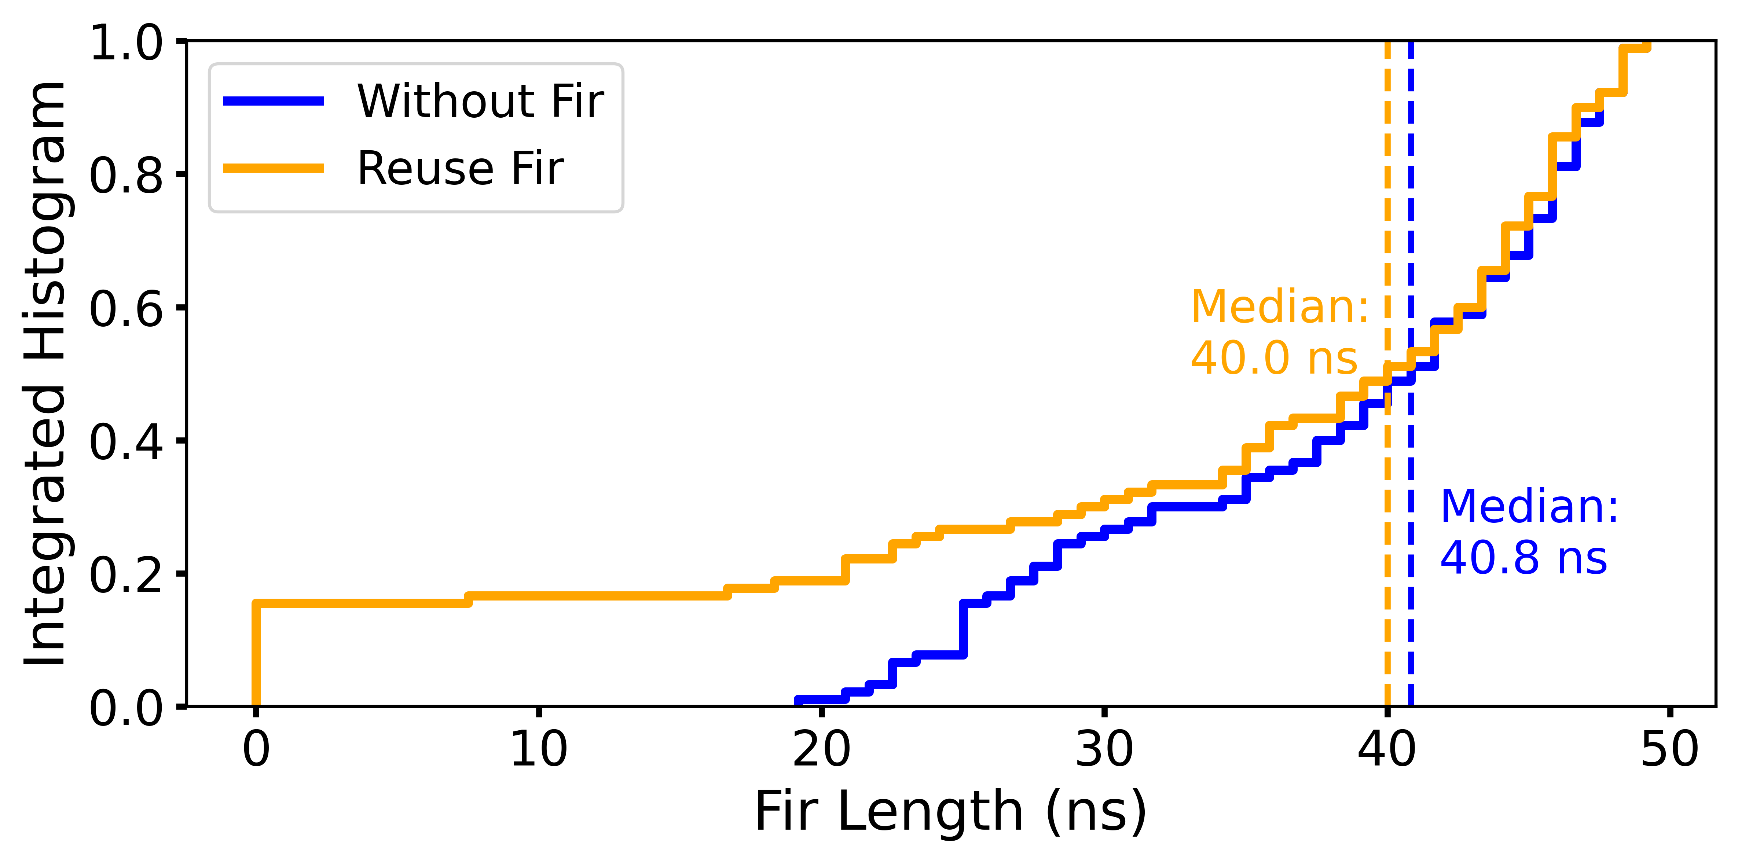 1.0
0.8
0.6
0.4
0.2
0.0
Integrated Histogram
Without Fir
Reuse Fir
Median:
40.0 ns
Median:
40.8 ns
0 10 20 30 40 50
Fir Length (ns)